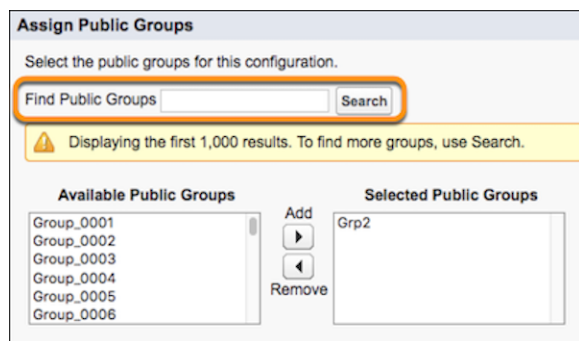 Assign Public Groups
Select the public groups for this configuration.
Find Public Groups Search
Displaying the first 1,000 results. To find more groups, use Search.
Available Public Groups
Group_0001
Group_0002
Group_0003
Group_0004
Group_0005
Group_0006
Add
Remove
Selected Public Groups
Grp2